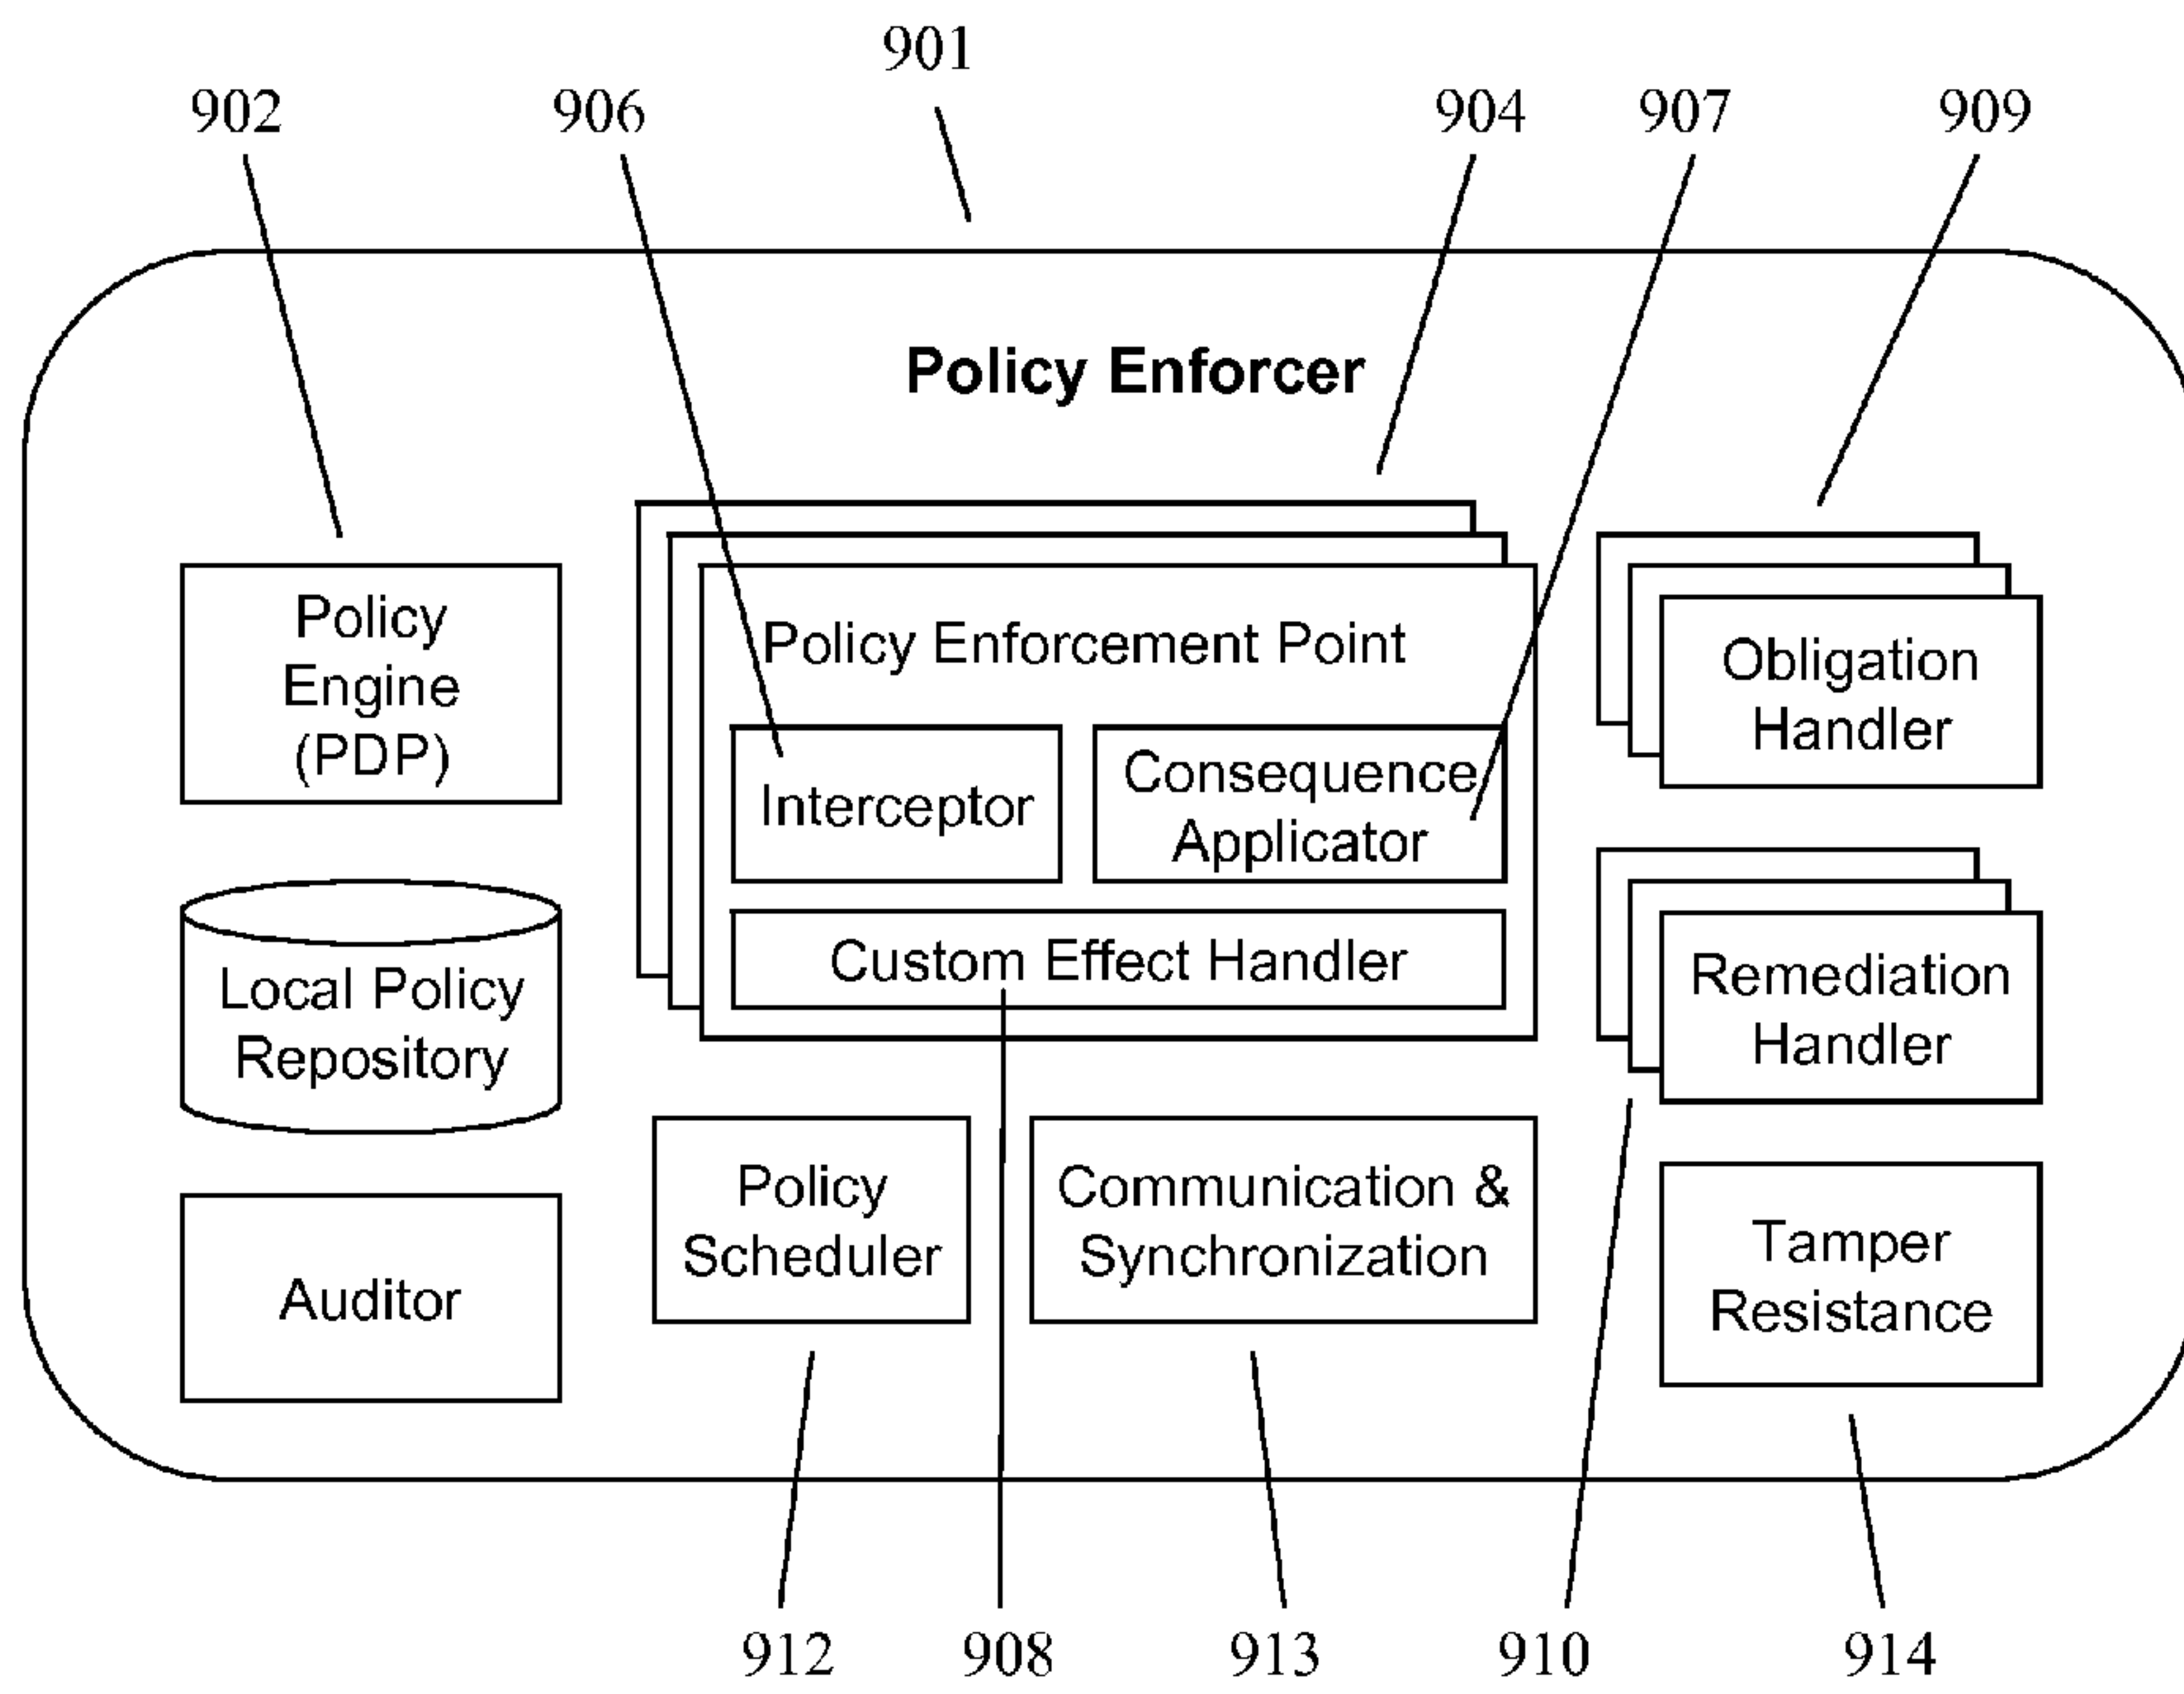 901
902
906
904
907
909
Policy Enforcer
Policy
Engine
(PDP)
Policy Enforcement Point
Interceptor
Consequence
Applicator
Custom Effect Handler
Obligation
Handler
Local Policy
Repository
Remediation
Handler
Auditor
Policy
Scheduler
Communication &
Synchronization
Tamper
Resistance
912
908
913
910
914